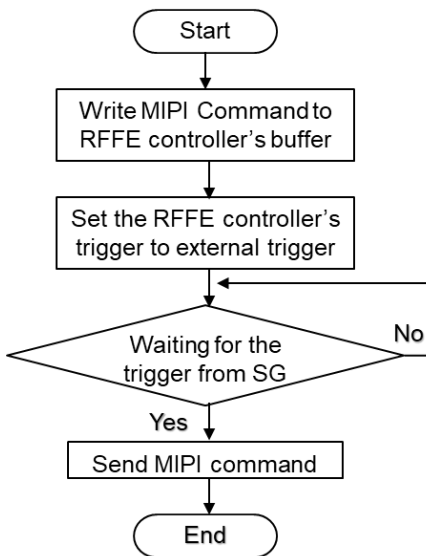 Start
Write MIPI Command to
RFFE controller's buffer
Set the RFFE controller's
trigger to external trigger
Waiting for the
trigger from SG
No
Yes
Send MIPI command
End